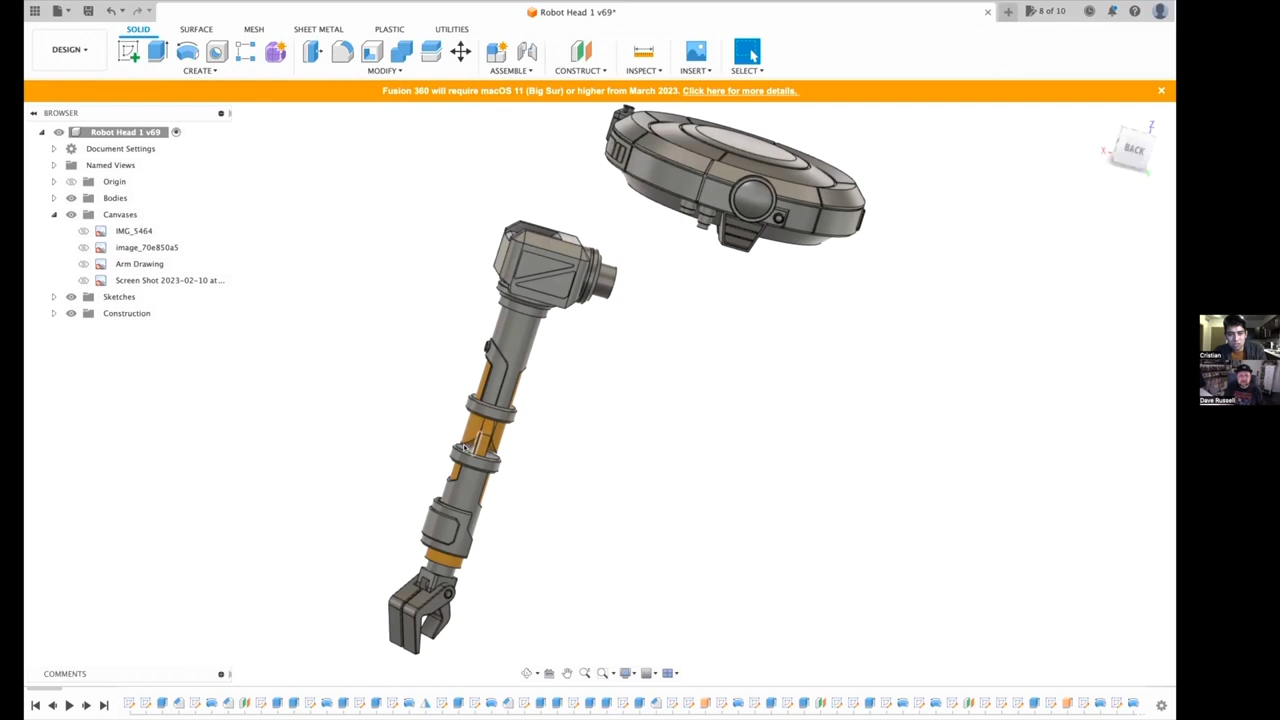 Robot Head 1 v69*
8 of 10
DESIGN
SOLID SURFACE MESH SHEET METAL PLASTIC UTILITIES
CREATE MODIFY ASSEMBLE CONSTRUCT INSPECT INSERT SELECT
Fusion 360 will require macOS 11 (Big Sur) or higher from March 2023. Click here for more details.
BROWSER
Robot Head 1 v69
Document Settings
Named Views
Origin
Bodies
Canvases
IMG_5464
image_70e850a5
Arm Drawing
Screen Shot 2023-02-10 at...
Sketches
Construction
Z
X
BACK
Cristian
Dave Russell
COMMENTS